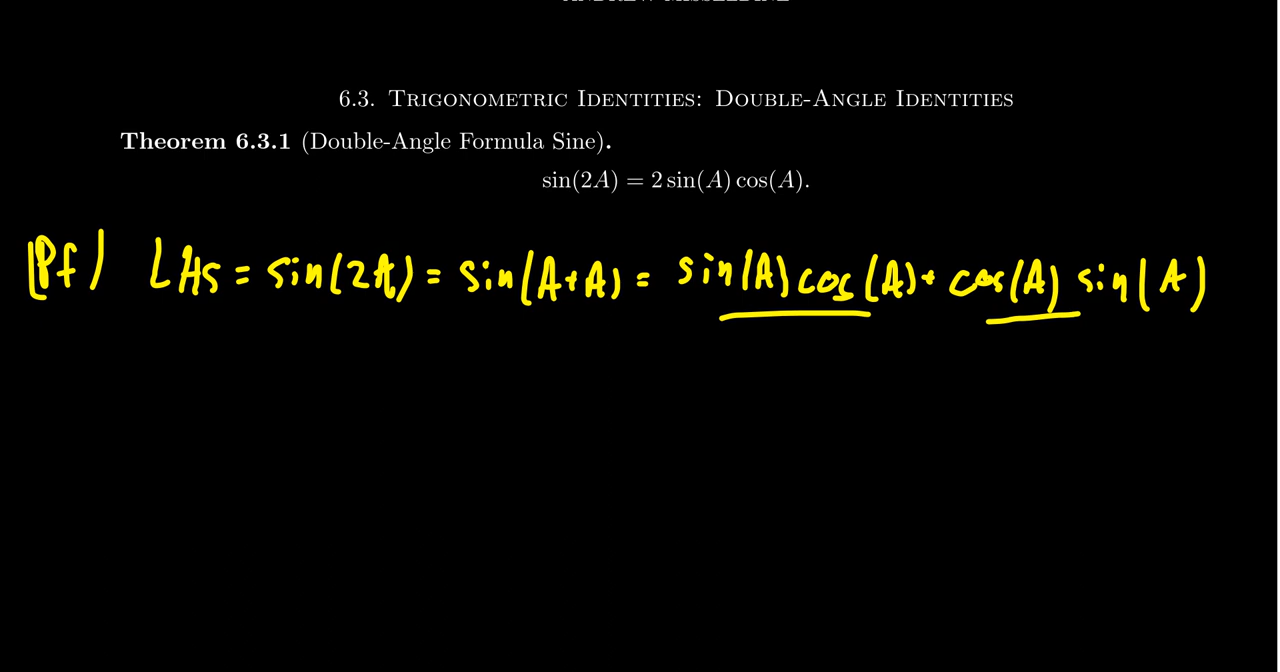 6.3. TRIGONOMETRIC IDENTITIES: DOUBLE-ANGLE IDENTITIES
Theorem 6.3.1 (Double-Angle Formula Sine).
sin(2A) = 2 sin(A) cos(A).
(Pf) LHS = sin(2A) = sin(A+A) = sin(A) cos(A) + cos(A) sin(A)